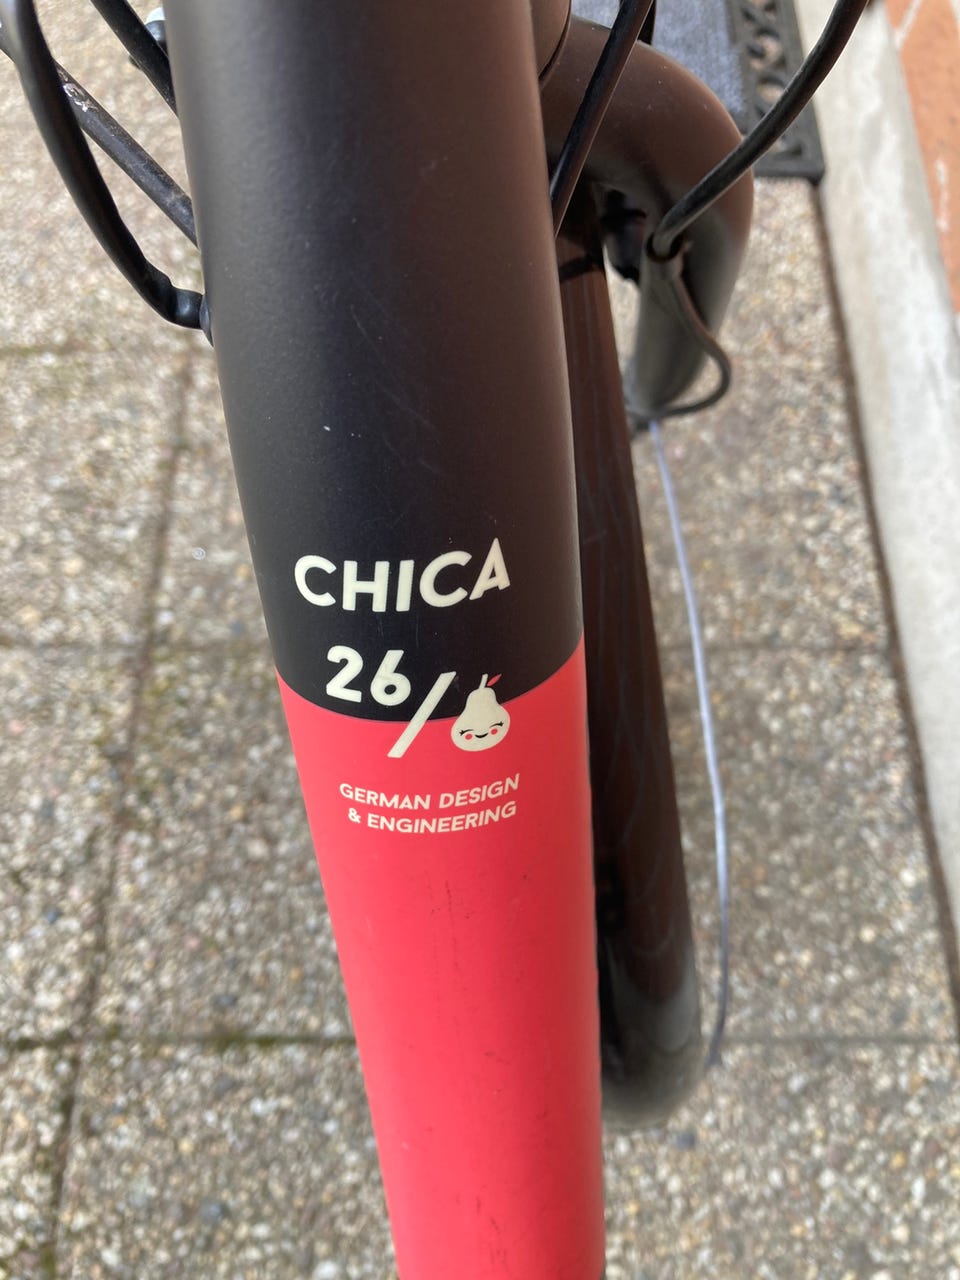 CHICA
26/
GERMAN DESIGN
& ENGINEERING